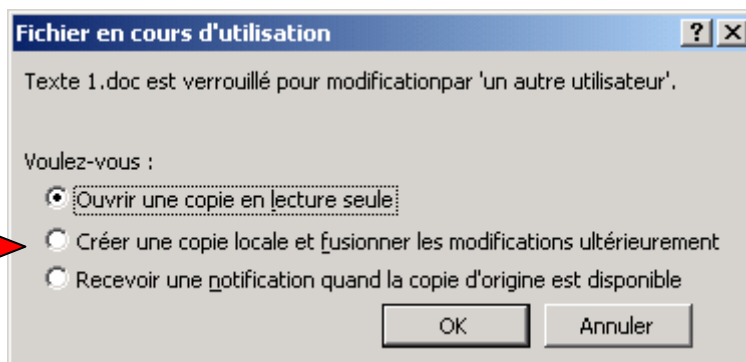 Fichier en cours d'utilisation
Texte 1.doc est verrouillé pour modificationpar 'un autre utilisateur'.
Voulez-vous :
Ouvrir une copie en lecture seule
Créer une copie locale et fusionner les modifications ultérieurement
Recevoir une notification quand la copie d'origine est disponible
OK Annuler